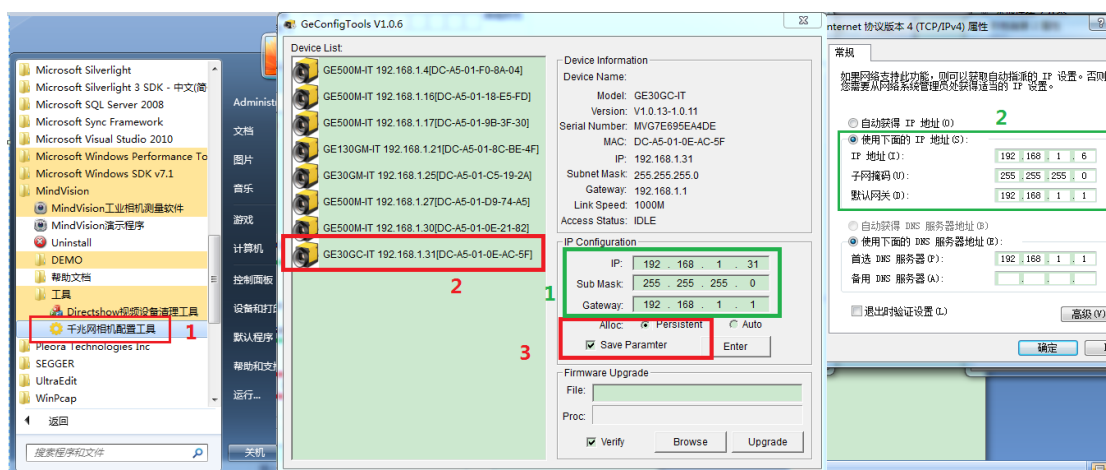 Microsoft Silverlight
Microsoft Silverlight 3 SDK - 中文(简
Microsoft SQL Server 2008
Microsoft Sync Framework
Microsoft Visual Studio 2010
Microsoft Windows Performance To
Microsoft Windows SDK v7.1
MindVision
MindVision工业相机测量软件
MindVision演示程序
Uninstall
DEMO
帮助文档
工具
Directshow视频设备清理工具
千兆网相机配置工具
1
Pleora Technologies Inc
SEGGER
UltraEdit
WinPcap
返回
搜索程序和文件
Administ
文档
图片
音乐
游戏
计算机
控制面板
设备和打
默认程序
帮助和支
运行...
关机
GeConfigTools V1.0.6
Device List:
GE500M-IT 192.168.1.4[DC-A5-01-F0-8A-04]
GE500M-IT 192.168.1.16[DC-A5-01-18-E5-FD]
GE500M-IT 192.168.1.17[DC-A5-01-9B-3F-30]
GE130GM-IT 192.168.1.21[DC-A5-01-8C-BE-4F]
GE30GM-IT 192.168.1.25[DC-A5-01-C5-19-2A]
GE500M-IT 192.168.1.27[DC-A5-01-D9-74-A5]
GE500M-IT 192.168.1.30[DC-A5-01-0E-21-82]
GE30GC-IT 192.168.1.31[DC-A5-01-0E-AC-5F]
2
Device Information
Device Name:
Model: GE30GC-IT
Version: V1.0.13-1.0.11
Serial Number: MVG7E695EA4DE
MAC: DC-A5-01-0E-AC-5F
IP: 192.168.1.31
Subnet Mask: 255.255.255.0
Gateway: 192.168.1.1
Link Speed: 1000M
Access Status: IDLE
IP Configuration
1
IP: 192 . 168 . 1 . 31
Sub Mask: 255 . 255 . 255 . 0
Gateway: 192 . 168 . 1 . 1
Alloc: Persistent Auto
3
Save Paramter Enter
Firmware Upgrade
File:
Proc:
Verify Browse Upgrade
nternet 协议版本 4 (TCP/IPv4) 属性
常规
如果网络支持此功能，则可以获取自动指派的 IP 设置。否则
您需要从网络系统管理员处获得适当的 IP 设置。
自动获得 IP 地址(O)
2
使用下面的 IP 地址(S):
IP 地址(I): 192 .168 . 1 . 6
子网掩码(U): 255 .255 .255 . 0
默认网关(D): 192 .168 . 1 . 1
自动获得 DNS 服务器地址(B)
使用下面的 DNS 服务器地址(E):
首选 DNS 服务器(P): 192 .168 . 1 . 1
备用 DNS 服务器(A): . . .
退出时验证设置(L)
高级(V)
确定